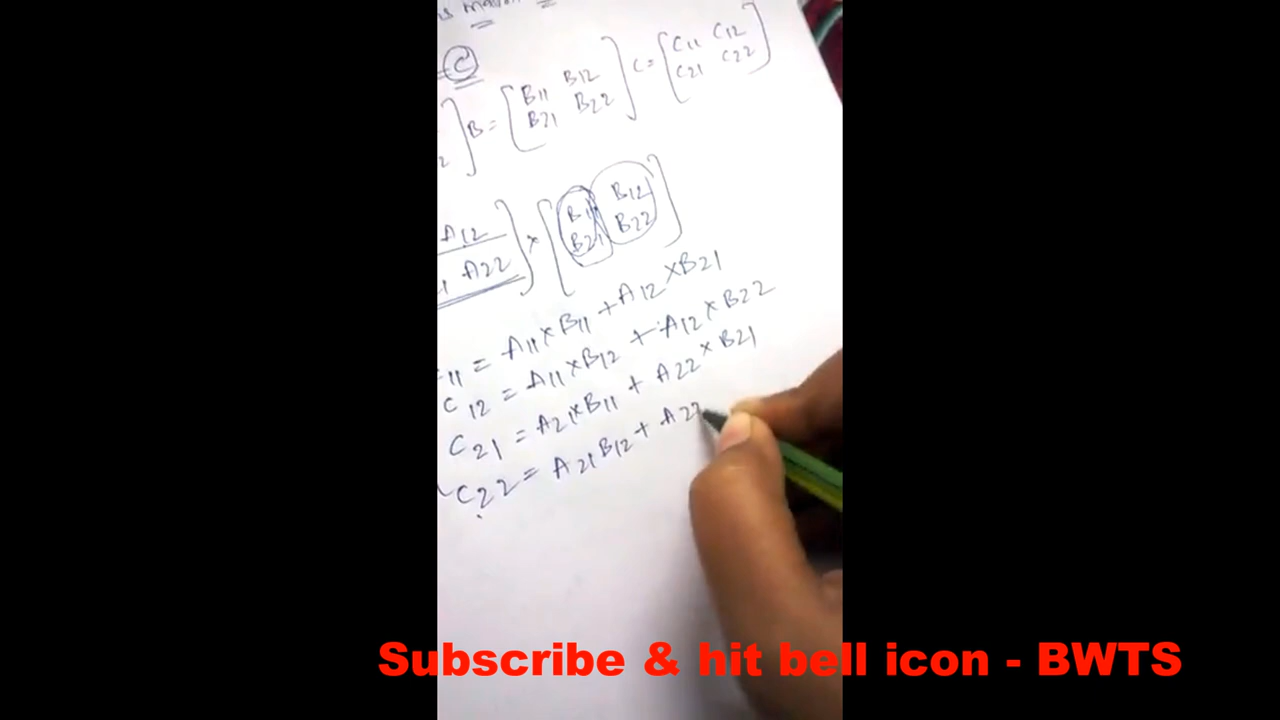 C
B = [ B11 B12 C = [ C11 C12
2 ] B21 B22 ] C21 C22 ]
A12 ] × [ B11 B12
1 A22 B21 B22 ]
C11 = A11 × B11 + A12 × B21
C12 = A11 × B12 + A12 × B22
C21 = A21 × B11 + A22 × B21
C22 = A21 B12 + A22
Subscribe & hit bell icon - BWTS